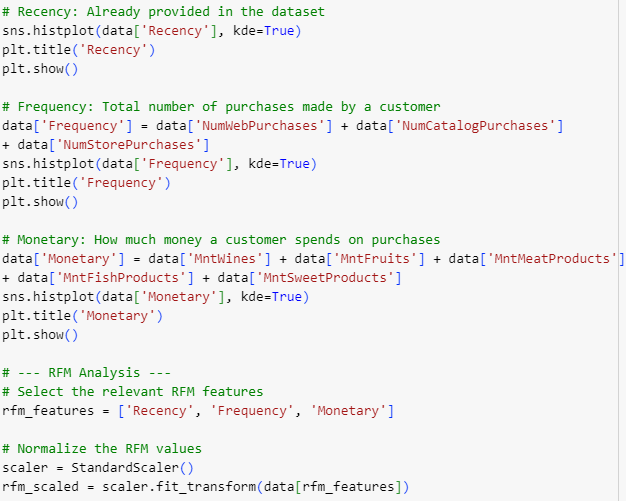 # Recency: Already provided in the dataset
sns.histplot(data['Recency'], kde=True)
plt.title('Recency')
plt.show()
# Frequency: Total number of purchases made by a customer
data['Frequency'] = data['NumWebPurchases'] + data['NumCatalogPurchases']
+ data['NumStorePurchases']
sns.histplot(data['Frequency'], kde=True)
plt.title('Frequency')
plt.show()
# Monetary: How much money a customer spends on purchases
data['Monetary'] = data['MntWines'] + data['MntFruits'] + data['MntMeatProducts']
+ data['MntFishProducts'] + data['MntSweetProducts']
sns.histplot(data['Monetary'], kde=True)
plt.title('Monetary')
plt.show()
# --- RFM Analysis ---
# Select the relevant RFM features
rfm_features = ['Recency', 'Frequency', 'Monetary']
# Normalize the RFM values
scaler = StandardScaler()
rfm_scaled = scaler.fit_transform(data[rfm_features])